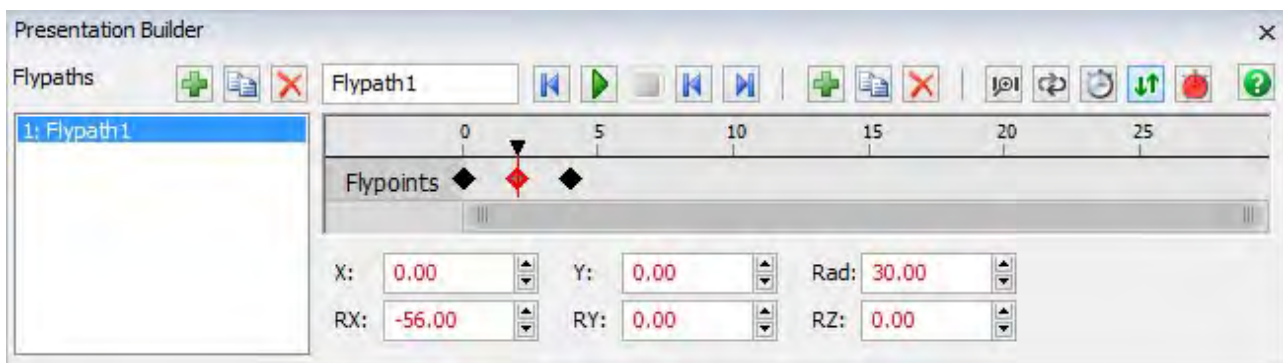 Presentation Builder
Flypaths Flypath1
1: Flypath1
0 5 10 15 20 25
Flypoints
X: 0.00 Y: 0.00 Rad: 30.00
RX: -56.00 RY: 0.00 RZ: 0.00